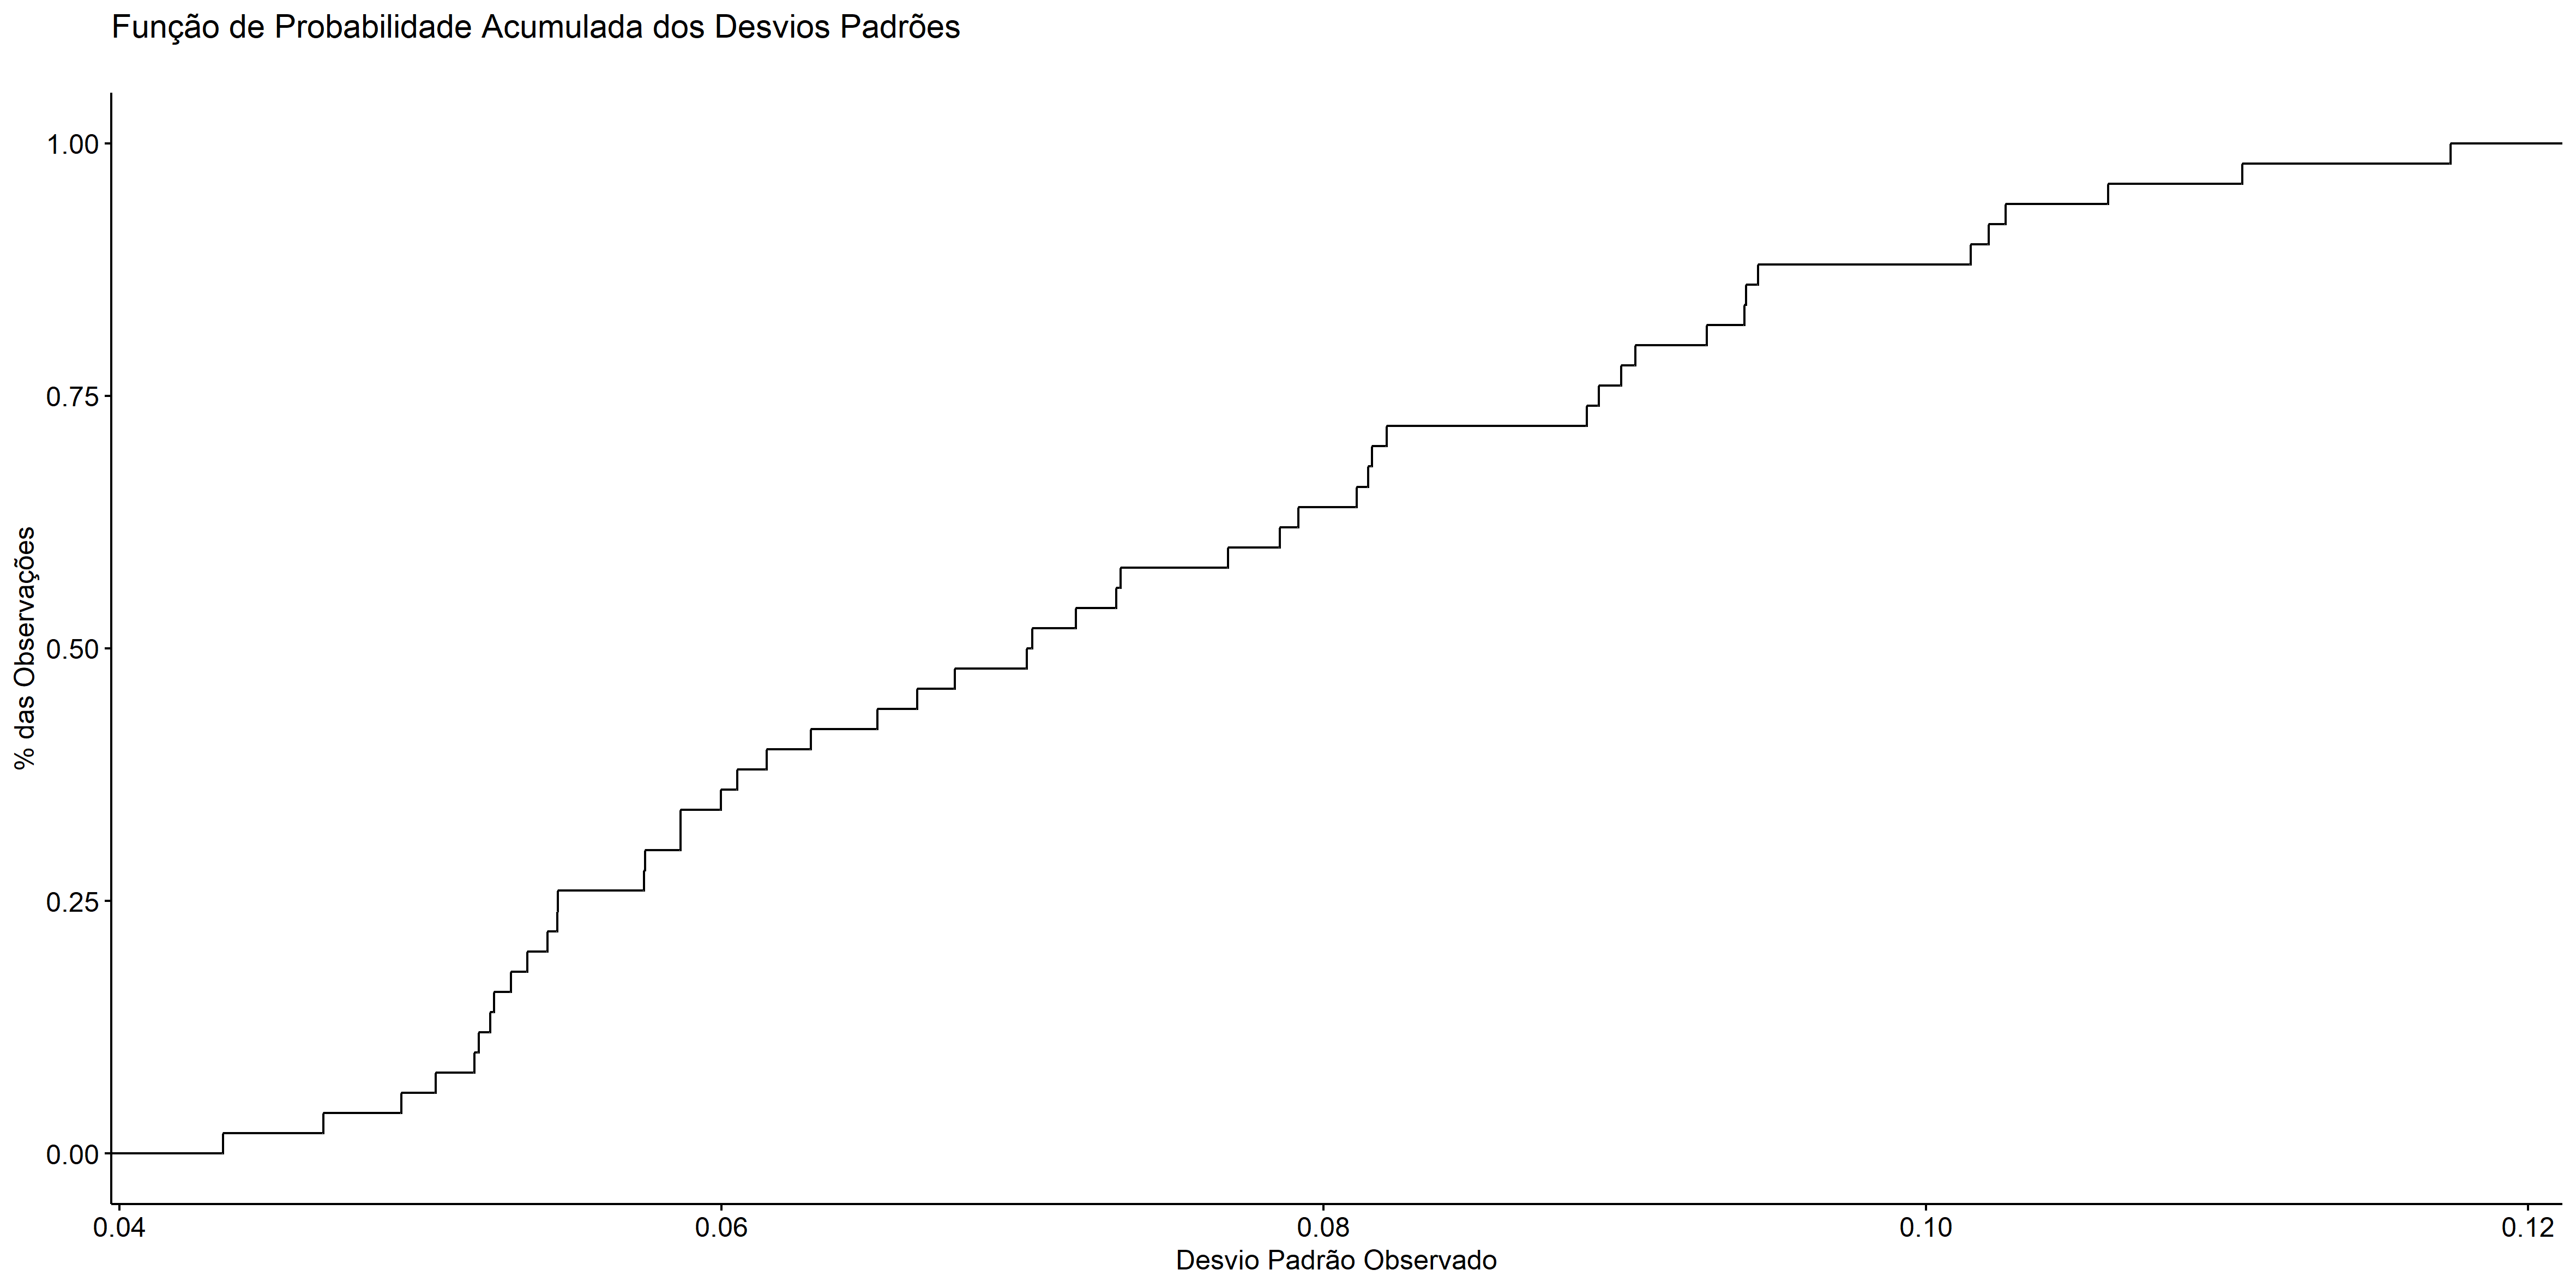 Função de Probabilidade Acumulada dos Desvios Padrões
1.00
0.75
0.50
0.25
0.00
% das Observações
0.04 0.06 0.08 0.10 0.12
Desvio Padrão Observado